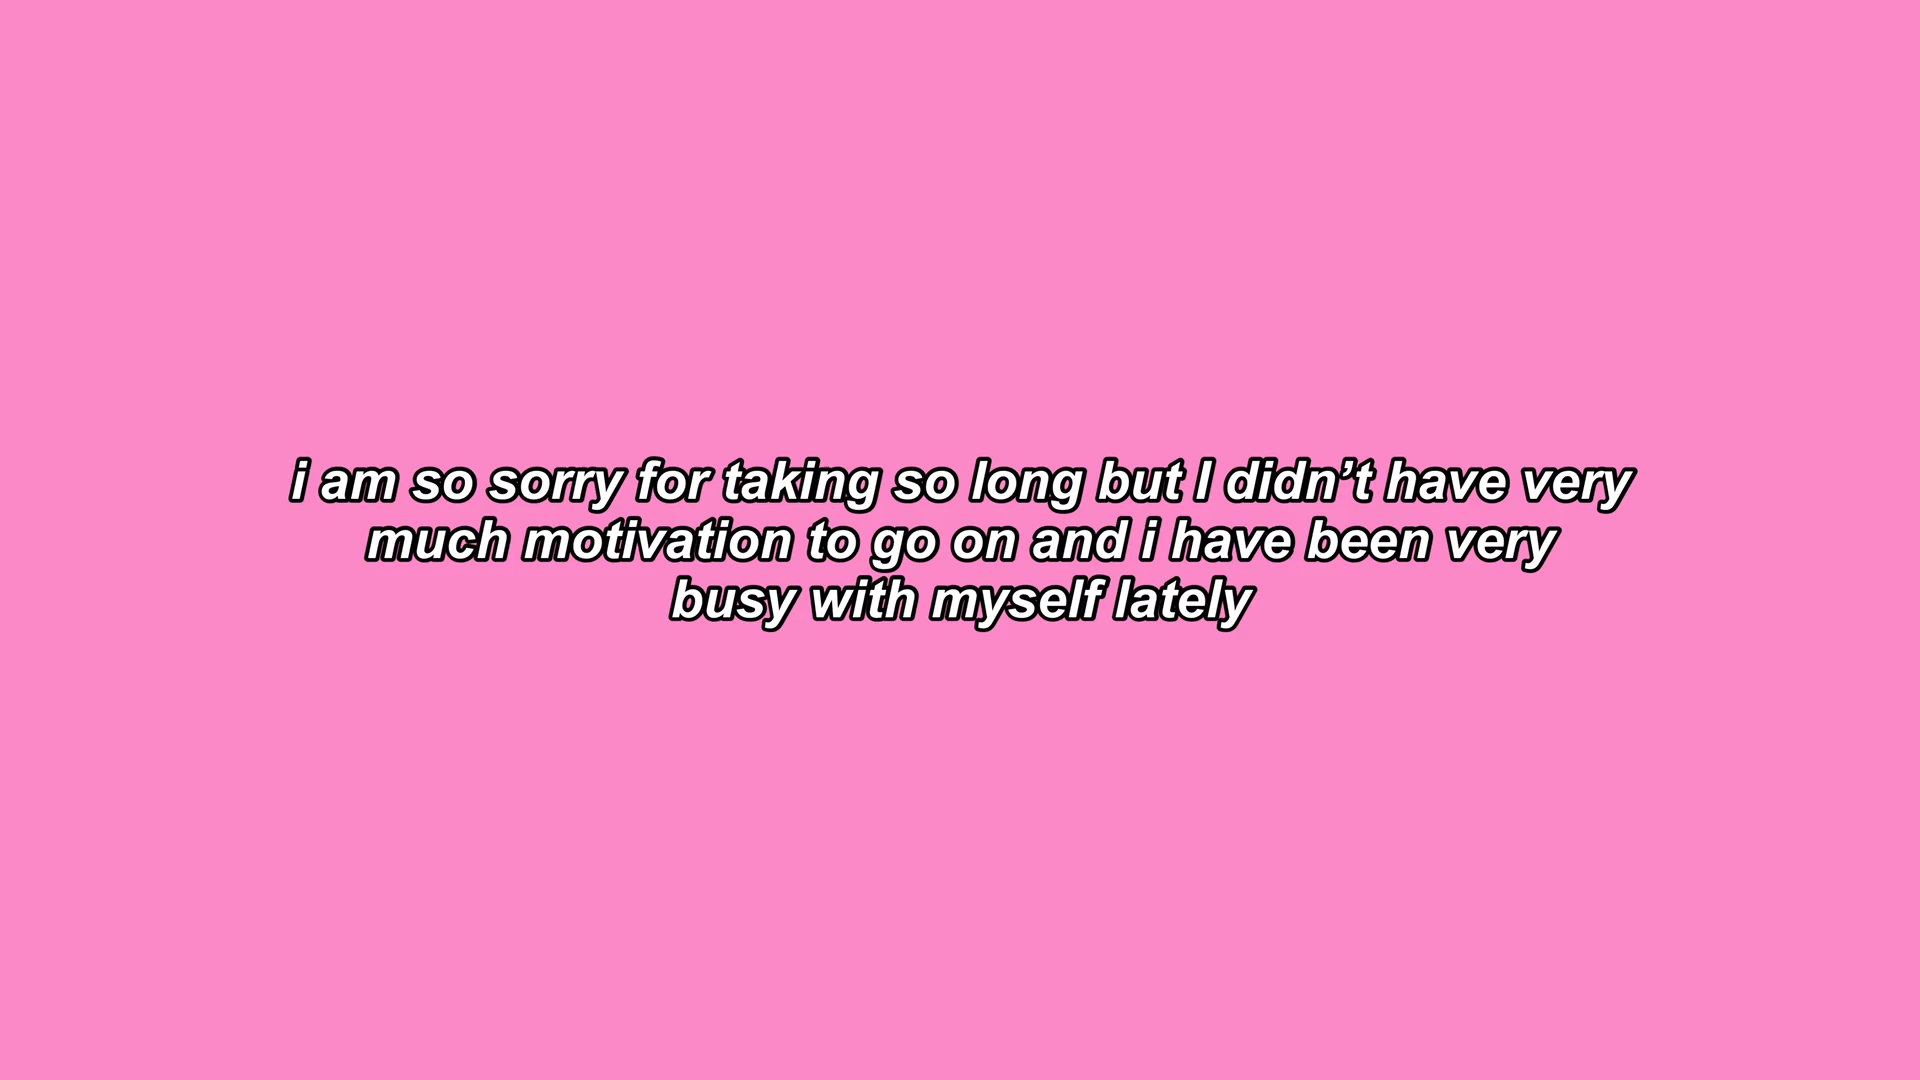 i am so sorry for taking so long but I didn’t have very
much motivation to go on and i have been very
busy with myself lately